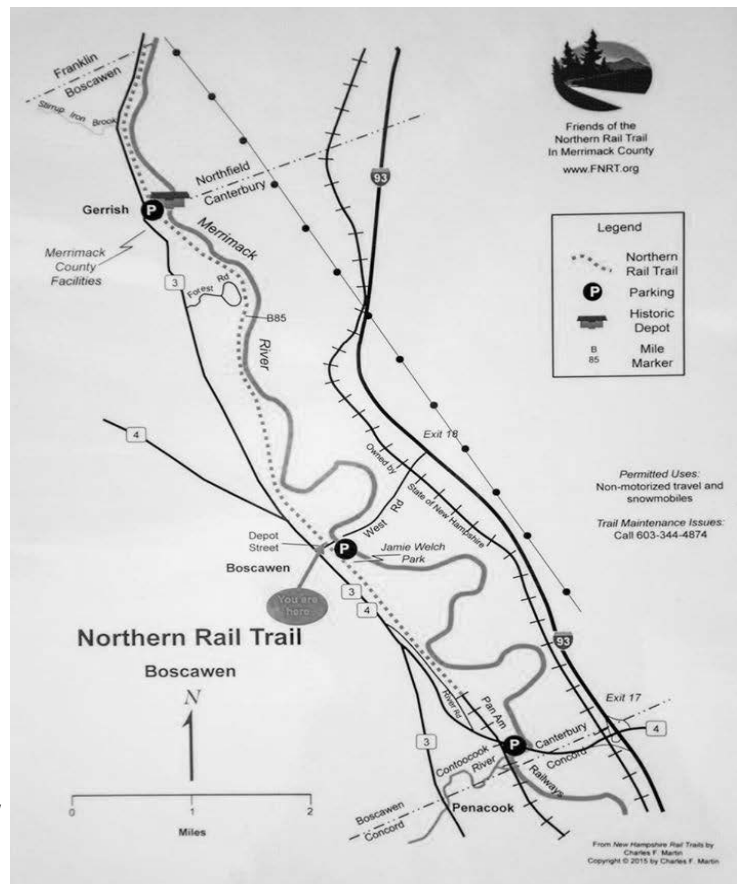 Franklin
Boscawen
Stirrup Iron Brook
Northfield
Canterbury
93
Friends of the
Northern Rail Trail
In Merrimack County
www.FNRT.org
Gerrish
P
Merrimack
County
Facilities
Merrimack
River
3
Forest Rd
B85
Legend
Northern
Rail Trail
P
Parking
Historic
Depot
B
85
Mile
Marker
4
Exit 18
Owned by
State of New Hampshire
West Rd
Permitted Uses:
Non-motorized travel and
snowmobiles
Trail Maintenance Issues:
Call 603-344-4874
Depot
Street
P
Jamie Welch
Park
Boscawen
You are
here
3
4
Northern Rail Trail
Boscawen
N
0
1
2
Miles
93
Exit 17
River Rd
Pan Am
Railways
P
Canterbury
Concord
4
3
Contoocook
River
Boscawen
Concord
Penacook
From New Hampshire Rail Trails by
Charles F. Martin
Copyright © 2015 by Charles F. Martin